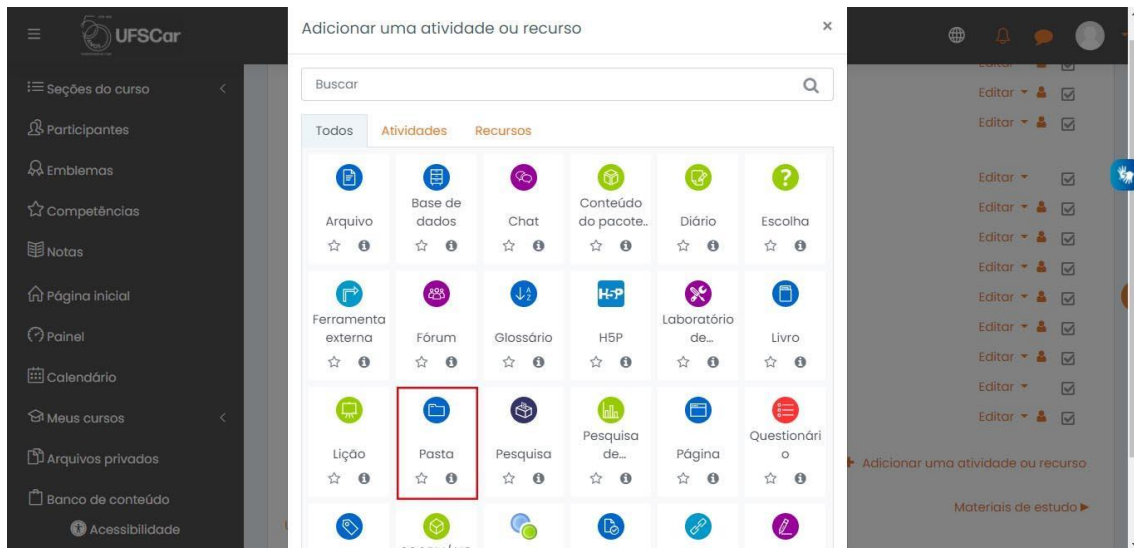 UFSCar
Seções do curso
Participantes
Emblemas
Competências
Notas
Página inicial
Painel
Calendário
Meus cursos
Arquivos privados
Banco de conteúdo
Acessibilidade
Adicionar uma atividade ou recurso ×
Buscar
Todos Atividades Recursos
Arquivo
Base de
dados
Chat
Conteúdo
do pacote..
Diário
Escolha
Ferramenta
externa
Fórum
Glossário
H5P
H5P
Laboratório
de...
Livro
Lição
Pasta
Pesquisa
Pesquisa
de...
Página
Questionári
o
Editar
Editar
Editar
Editar
Editar
Editar
Editar
Editar
Editar
Editar
Editar
Editar
+ Adicionar uma atividade ou recurso
Materiais de estudo ►